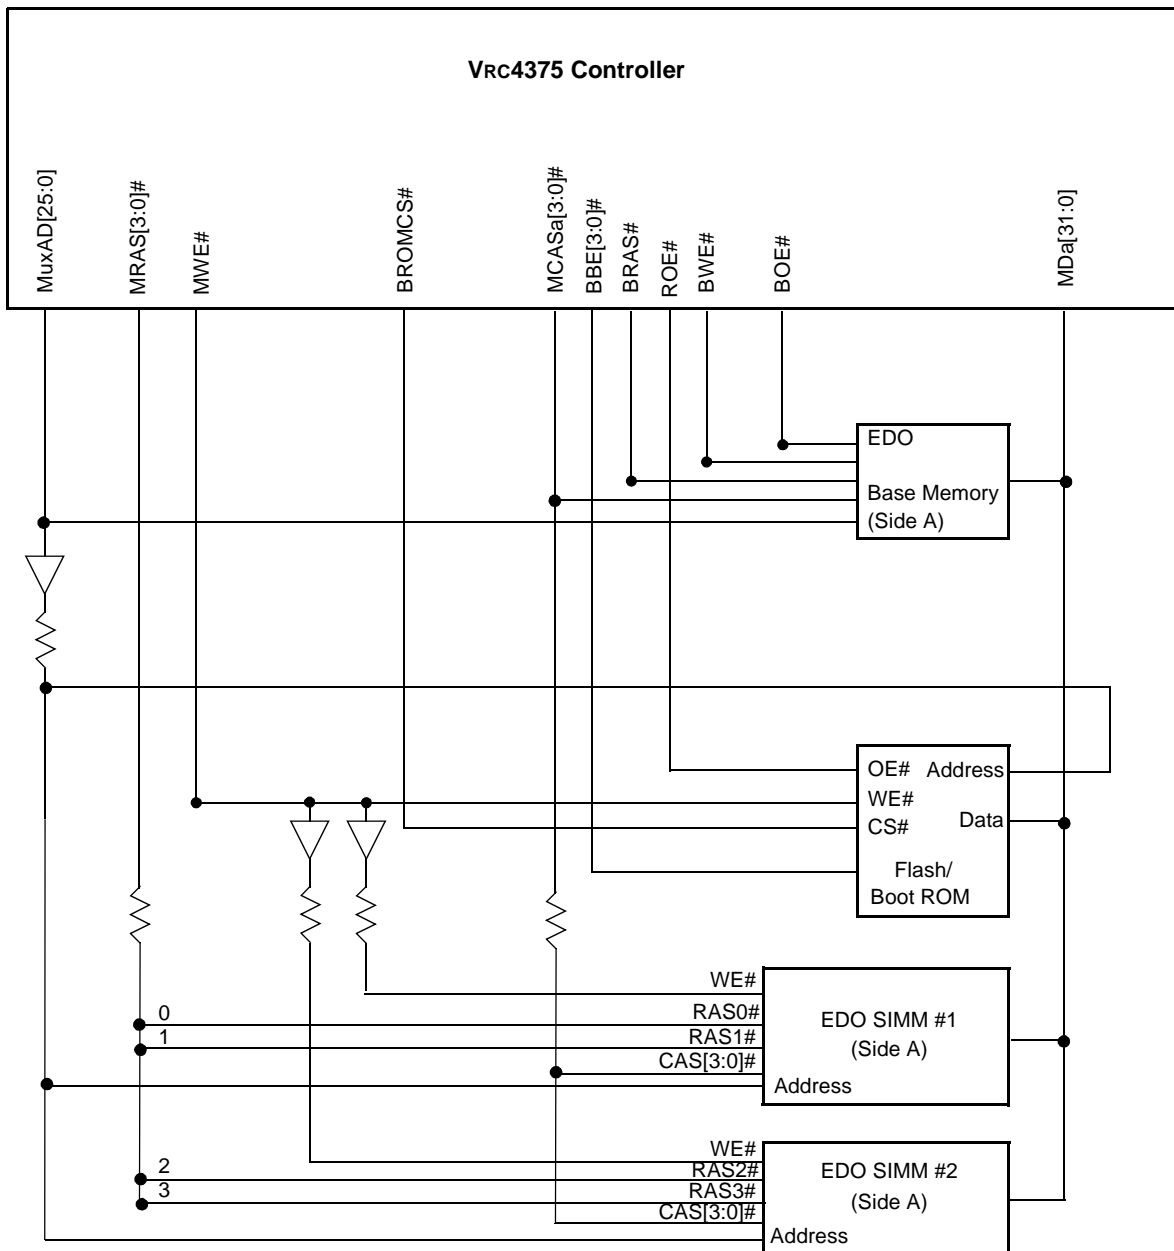 VRC4375 Controller
MuxAD[25:0]
MRAS[3:0]#
MWE#
BROMCS#
MCASa[3:0]#
BBE[3:0]#
BRAS#
ROE#
BWE#
BOE#
MDa[31:0]
EDO
Base Memory
(Side A)
OE# Address
WE#
CS# Data
Flash/
Boot ROM
WE#
0 RAS0#
1 RAS1#
CAS[3:0]#
Address
EDO SIMM #1
(Side A)
WE#
2 RAS2#
3 RAS3#
CAS[3:0]#
Address
EDO SIMM #2
(Side A)